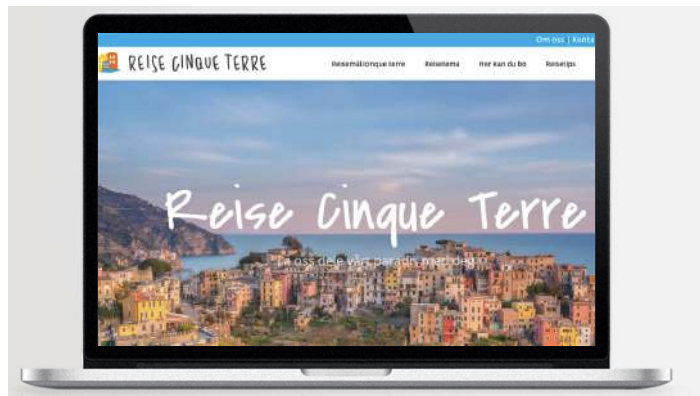 Om oss | Konta
REISE CINQUE TERRE
Reisemål Cinque terre Reisetema Her kan du bo Reisetips
Reise Cinque Terre
La oss dele vårt paradis med deg